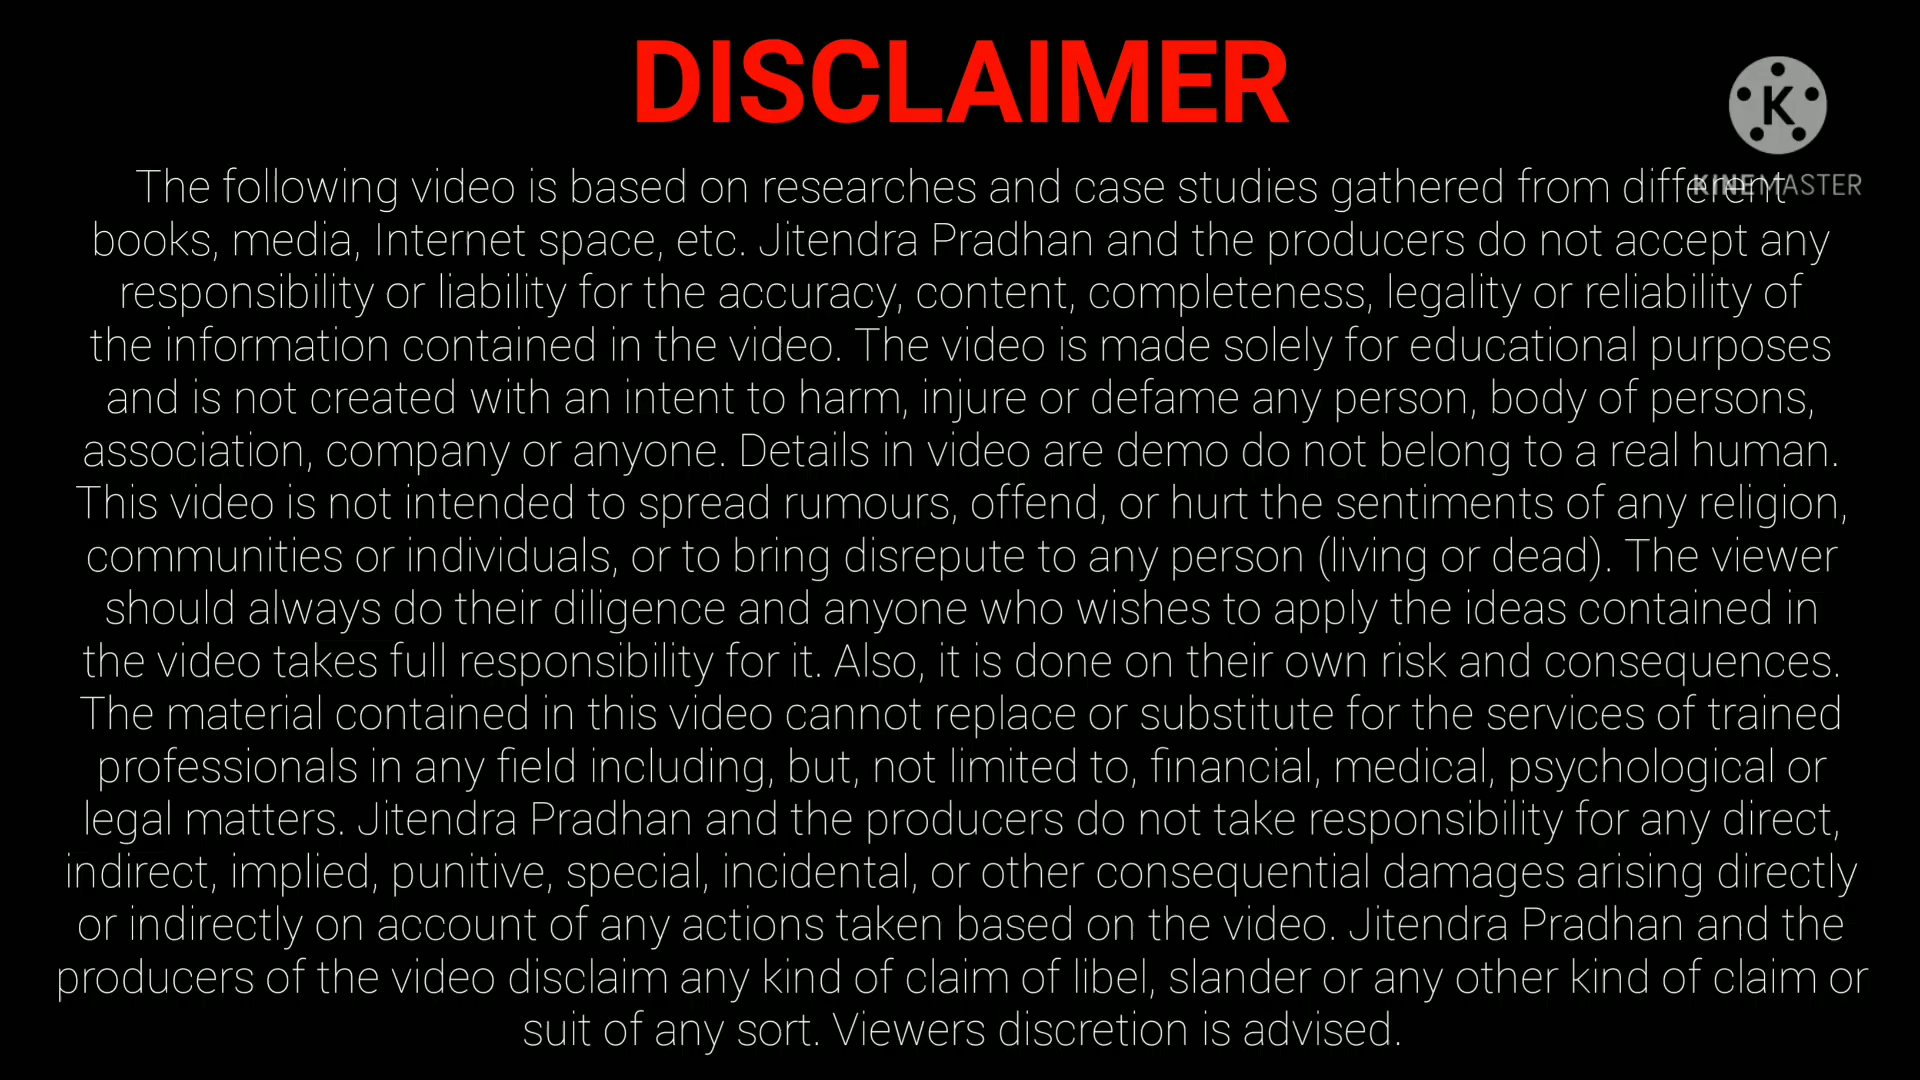 DISCLAIMER
K
KINEMASTER
The following video is based on researches and case studies gathered from different
books, media, Internet space, etc. Jitendra Pradhan and the producers do not accept any
responsibility or liability for the accuracy, content, completeness, legality or reliability of
the information contained in the video. The video is made solely for educational purposes
and is not created with an intent to harm, injure or defame any person, body of persons,
association, company or anyone. Details in video are demo do not belong to a real human.
This video is not intended to spread rumours, offend, or hurt the sentiments of any religion,
communities or individuals, or to bring disrepute to any person (living or dead). The viewer
should always do their diligence and anyone who wishes to apply the ideas contained in
the video takes full responsibility for it. Also, it is done on their own risk and consequences.
The material contained in this video cannot replace or substitute for the services of trained
professionals in any field including, but, not limited to, financial, medical, psychological or
legal matters. Jitendra Pradhan and the producers do not take responsibility for any direct,
indirect, implied, punitive, special, incidental, or other consequential damages arising directly
or indirectly on account of any actions taken based on the video. Jitendra Pradhan and the
producers of the video disclaim any kind of claim of libel, slander or any other kind of claim or
suit of any sort. Viewers discretion is advised.